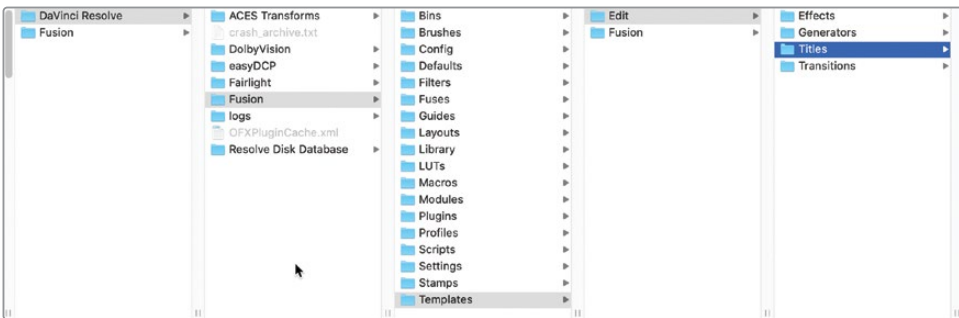 DaVinci Resolve
Fusion
ACES Transforms
crash_archive.txt
DolbyVision
easyDCP
Fairlight
Fusion
logs
OFXPluginCache.xml
Resolve Disk Database
Bins
Brushes
Config
Defaults
Filters
Fuses
Guides
Layouts
Library
LUTs
Macros
Modules
Plugins
Profiles
Scripts
Settings
Stamps
Templates
Edit
Fusion
Effects
Generators
Titles
Transitions